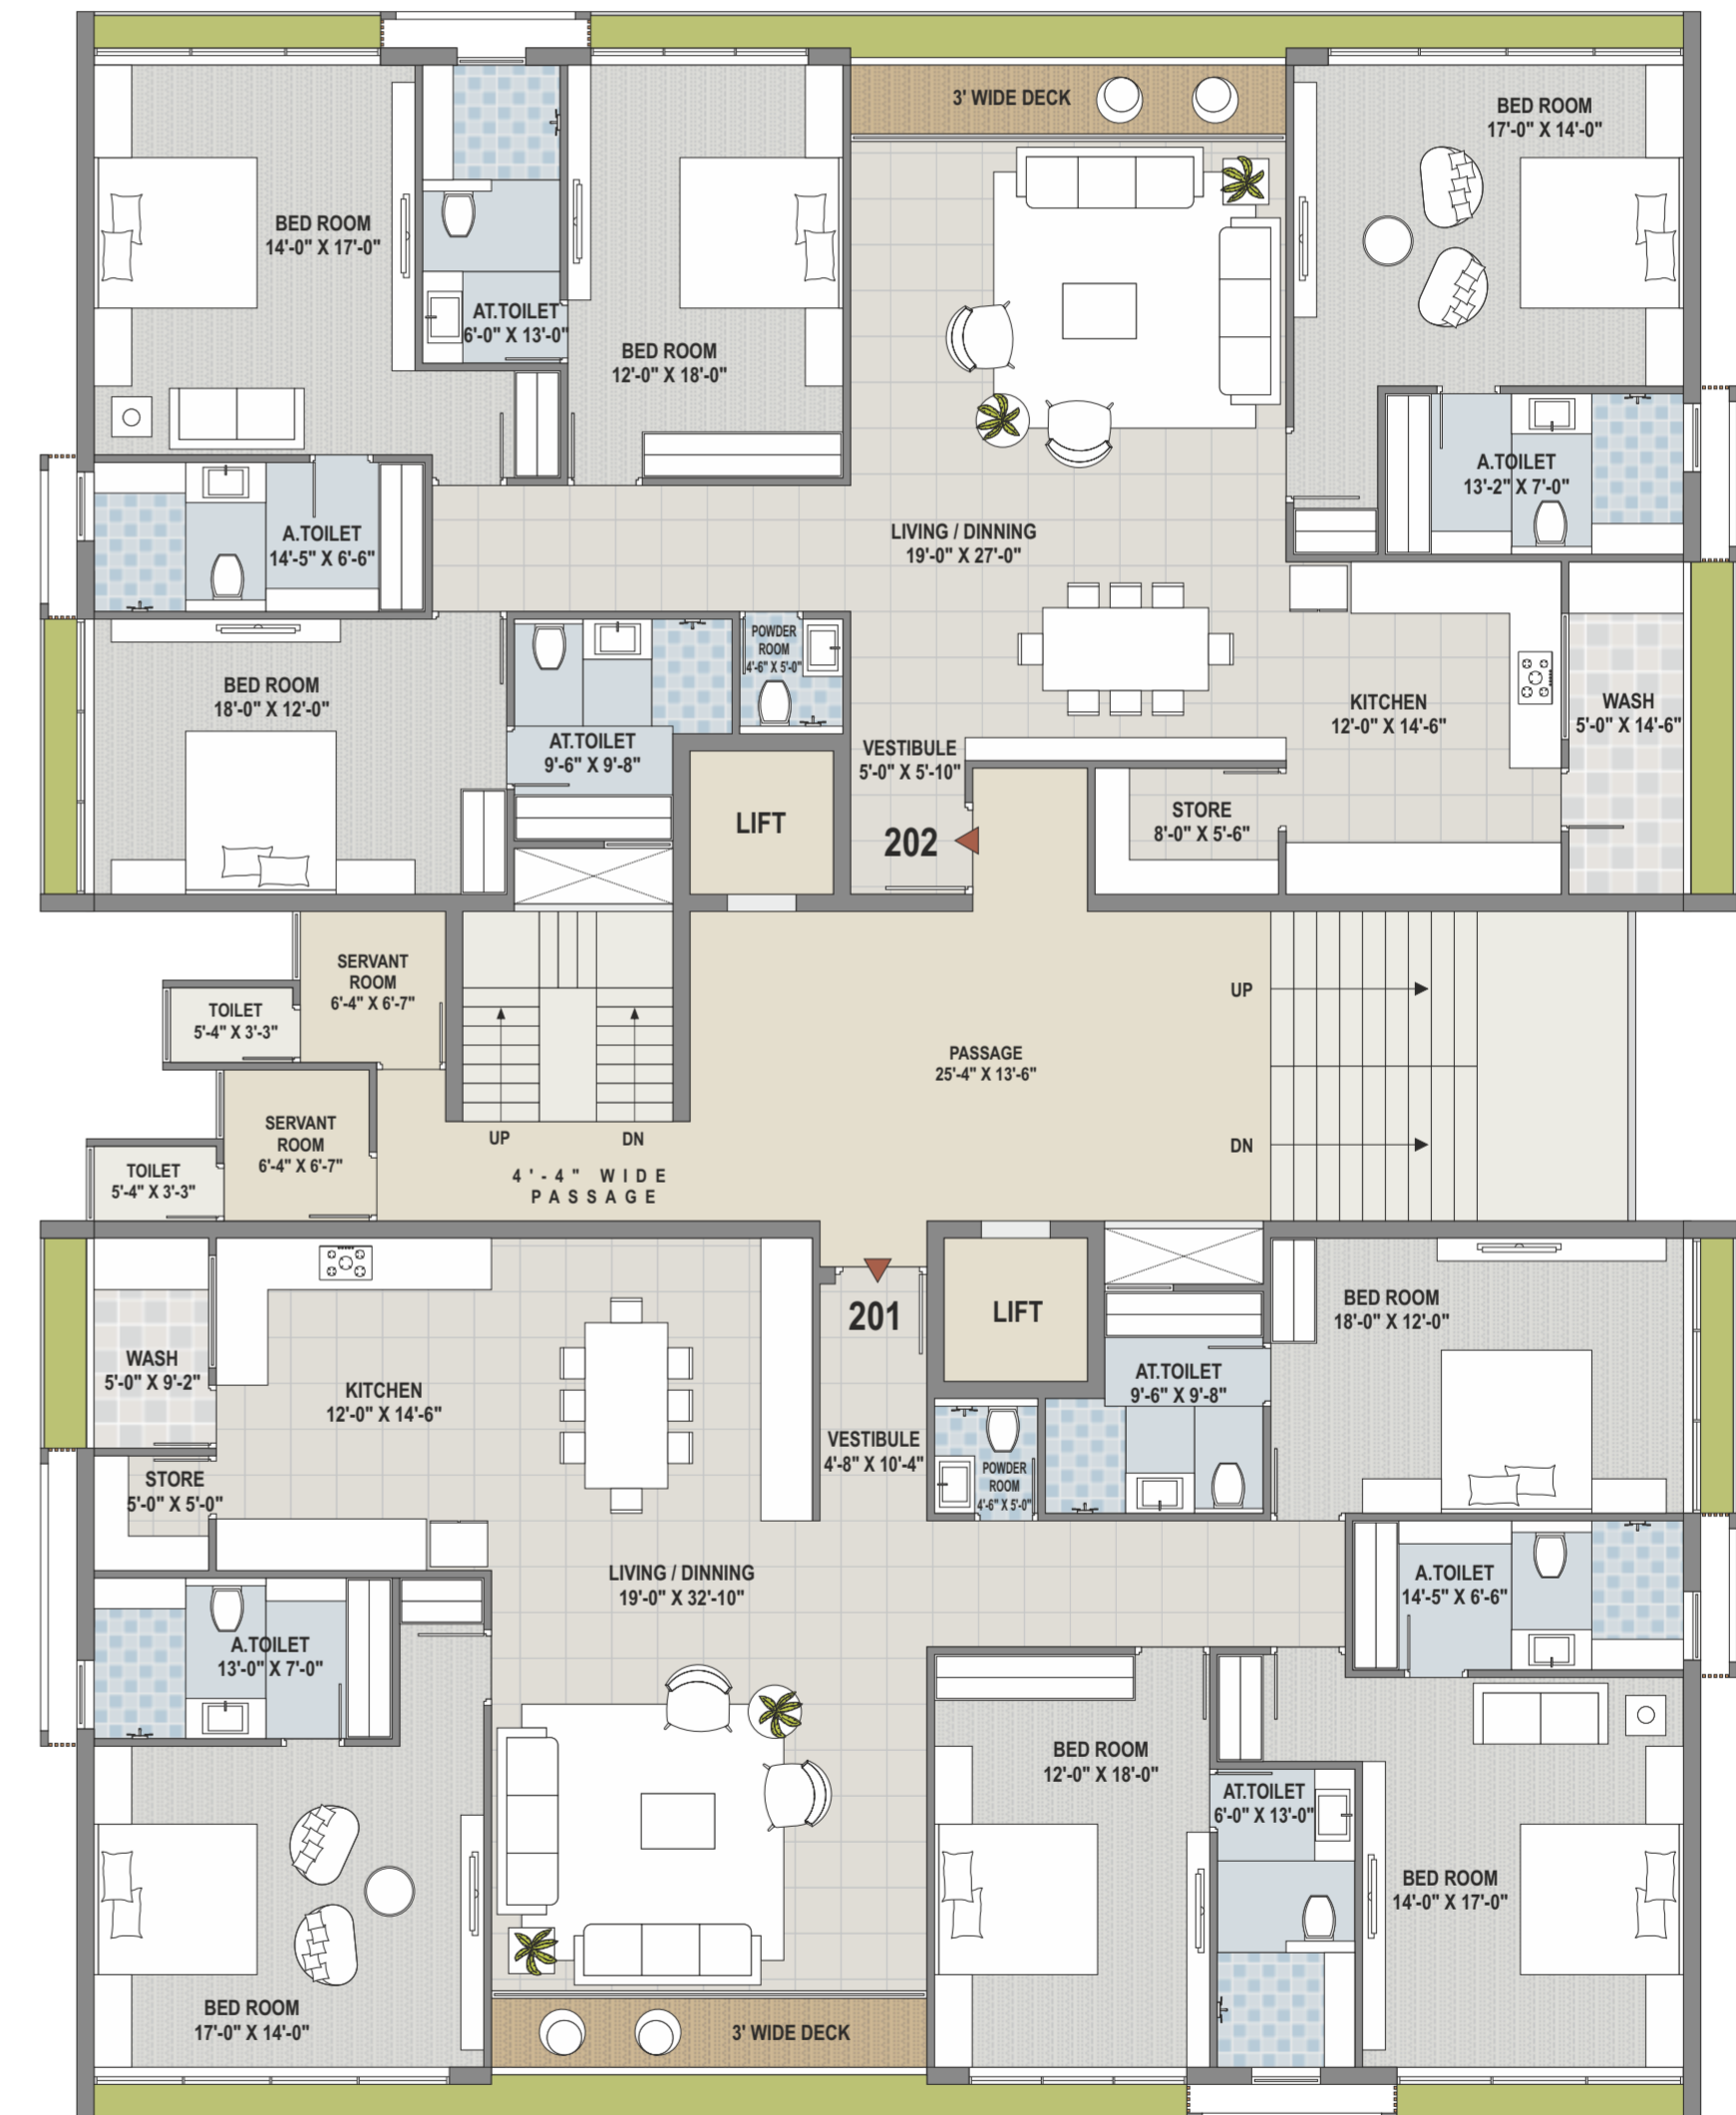 3' WIDE DECK
BED ROOM
17'-0" X 14'-0"
BED ROOM
14'-0" X 17'-0"
AT.TOILET
6'-0" X 13'-0"
BED ROOM
12'-0" X 18'-0"
A.TOILET
13'-2" X 7'-0"
A.TOILET
14'-5" X 6'-6"
LIVING / DINNING
19'-0" X 27'-0"
POWDER
ROOM
4'-6" X 5'-0"
BED ROOM
18'-0" X 12'-0"
AT.TOILET
9'-6" X 9'-8"
VESTIBULE
5'-0" X 5'-10"
KITCHEN
12'-0" X 14'-6"
WASH
5'-0" X 14'-6"
LIFT
202
STORE
8'-0" X 5'-6"
SERVANT
ROOM
6'-4" X 6'-7"
TOILET
5'-4" X 3'-3"
UP
PASSAGE
25'-4" X 13'-6"
SERVANT
ROOM
6'-4" X 6'-7"
UP
DN
DN
TOILET
5'-4" X 3'-3"
4'-4" WIDE
PASSAGE
201
LIFT
BED ROOM
18'-0" X 12'-0"
WASH
5'-0" X 9'-2"
KITCHEN
12'-0" X 14'-6"
AT.TOILET
9'-6" X 9'-8"
VESTIBULE
4'-8" X 10'-4"
POWDER
ROOM
4'-6" X 5'-0"
STORE
5'-0" X 5'-0"
LIVING / DINNING
19'-0" X 32'-10"
A.TOILET
14'-5" X 6'-6"
A.TOILET
13'-0" X 7'-0"
BED ROOM
12'-0" X 18'-0"
AT.TOILET
6'-0" X 13'-0"
BED ROOM
14'-0" X 17'-0"
BED ROOM
17'-0" X 14'-0"
3' WIDE DECK